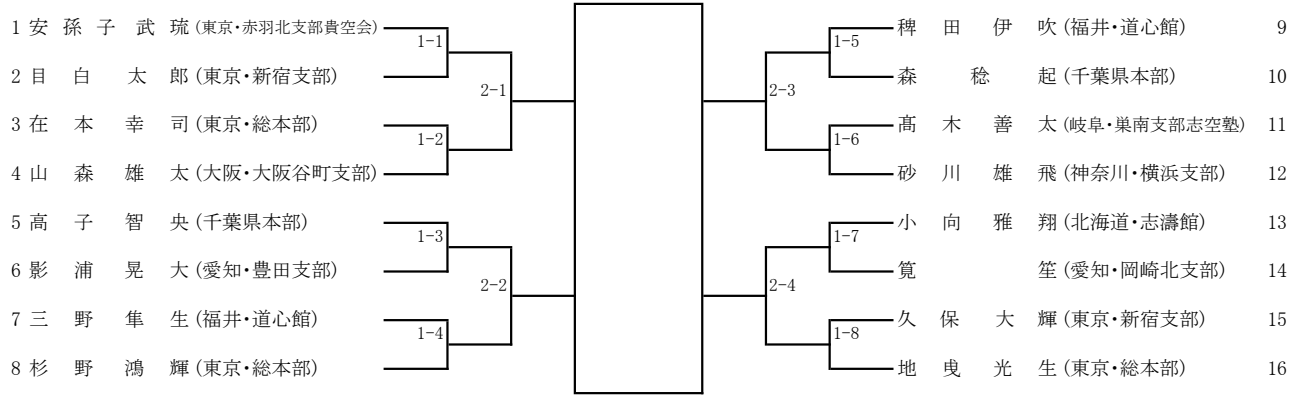 1 安孫子武琉 (東京・赤羽北支部貴空会)
1-1
2 目白太郎 (東京・新宿支部)
2-1
3 在本幸司 (東京・総本部)
1-2
4 山森雄太 (大阪・大阪谷町支部)
5 高子智央 (千葉県本部)
1-3
6 影浦晃大 (愛知・豊田支部)
2-2
7 三野隼生 (福井・道心館)
1-4
8 杉野鴻輝 (東京・総本部)
稗田伊吹 (福井・道心館) 9
1-5
森稔起 (千葉県本部) 10
2-3
髙木善太 (岐阜・巣南支部志空塾) 11
1-6
砂川雄飛 (神奈川・横浜支部) 12
小向雅翔 (北海道・志濤館) 13
1-7
筧笙 (愛知・岡崎北支部) 14
2-4
久保大輝 (東京・新宿支部) 15
1-8
地曳光生 (東京・総本部) 16